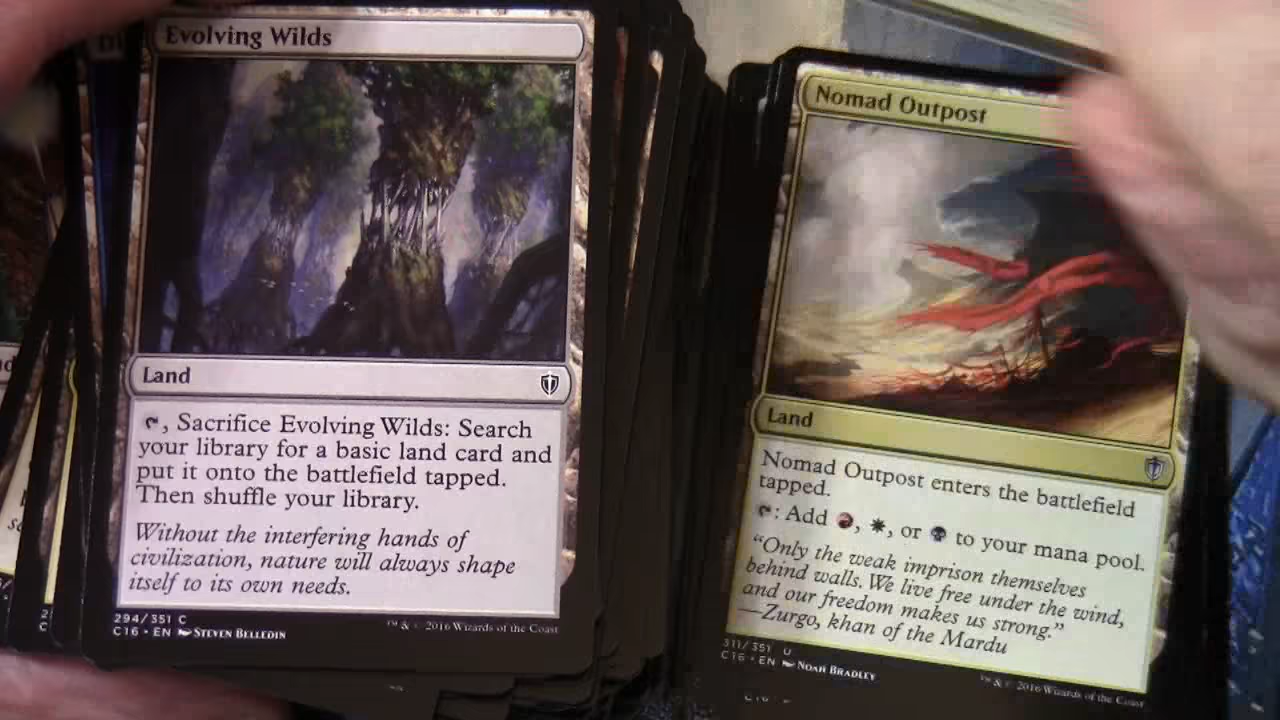 Evolving Wilds
Land
, Sacrifice Evolving Wilds: Search
your library for a basic land card and
put it onto the battlefield tapped.
Then shuffle your library.
Without the interfering hands of
civilization, nature will always shape
itself to its own needs.
294/351 C
C16 • EN Steven Belledin
™ & © 2016 Wizards of the Coast
Nomad Outpost
Land
Nomad Outpost enters the battlefield
tapped.
: Add , , or to your mana pool.
"Only the weak imprison themselves
behind walls. We live free under the wind,
and our freedom makes us strong."
—Zurgo, khan of the Mardu
311/351 U
C16 • EN Noah Bradley
™ & © 2016 Wizards of the Coast